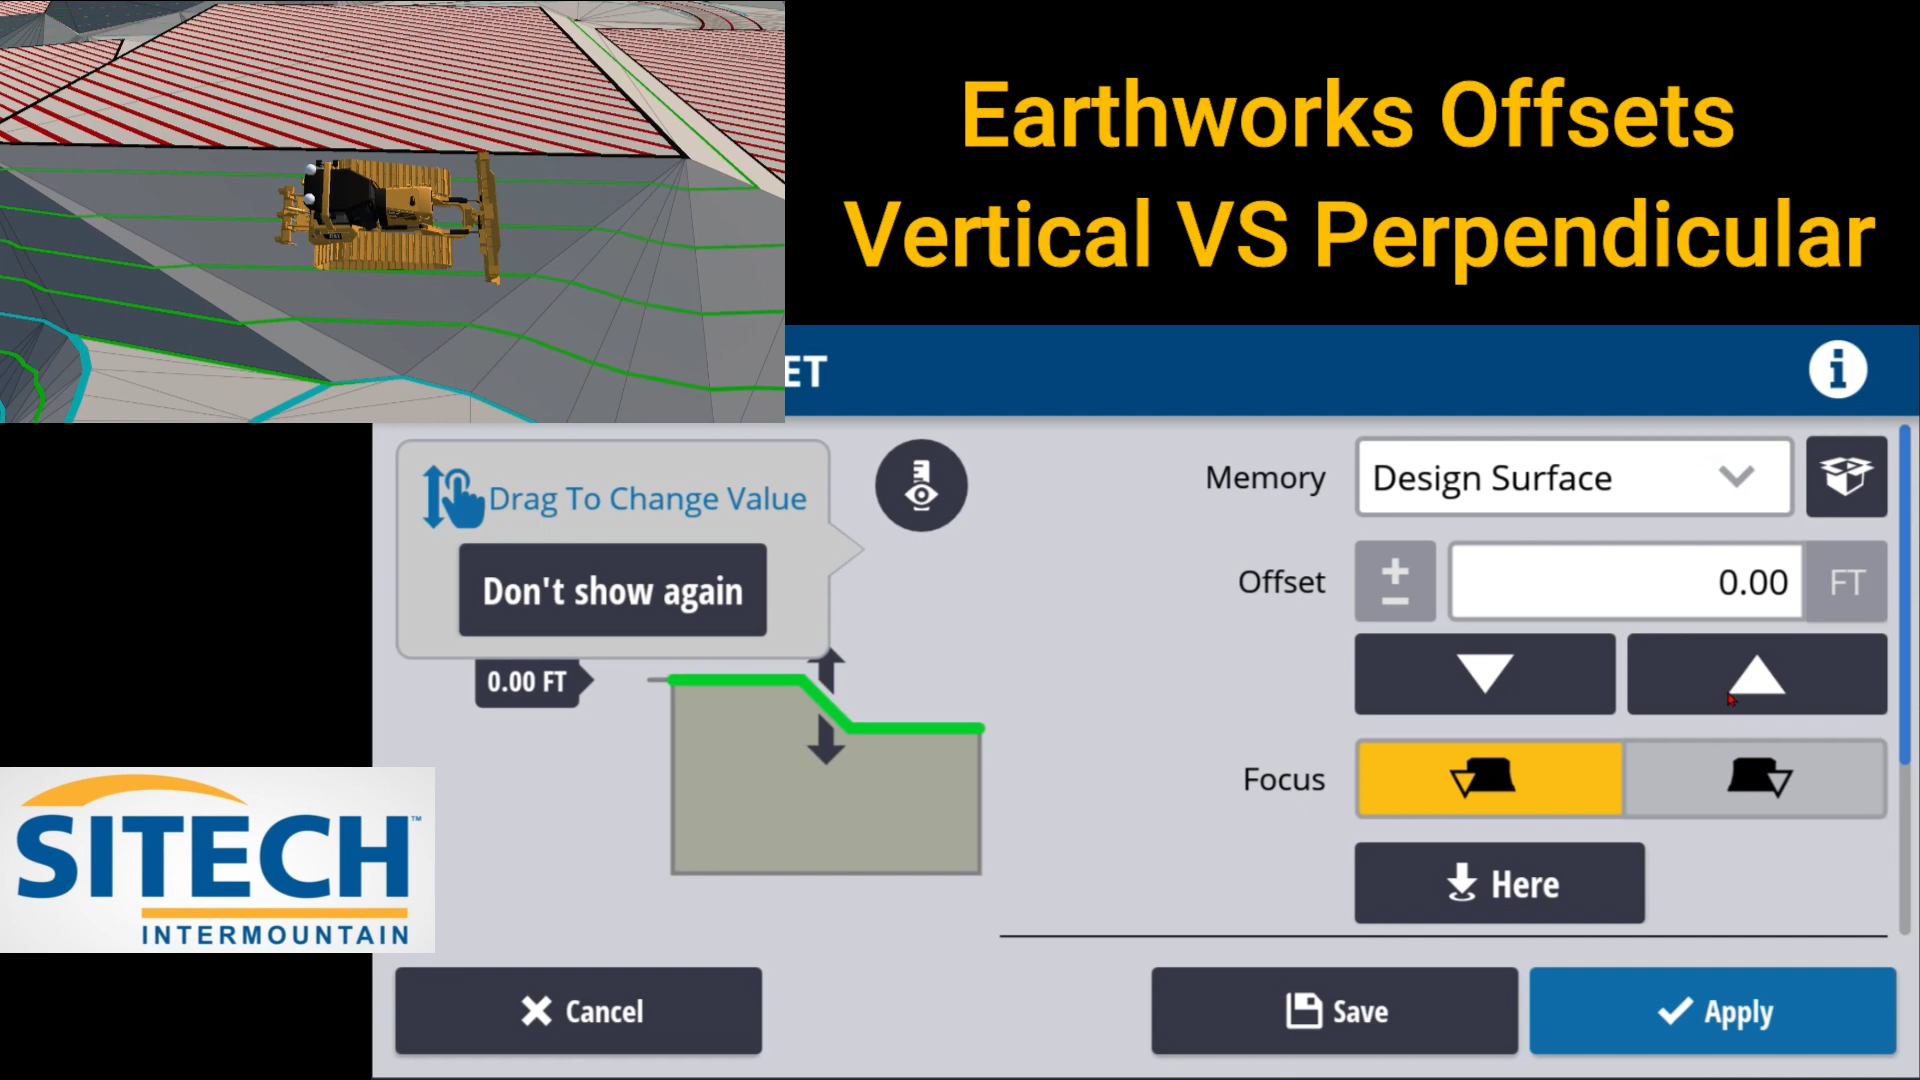 Earthworks Offsets
Vertical VS Perpendicular
ET
Drag To Change Value
Don't show again
0.00 FT
Memory
Design Surface
Offset
0.00
FT
Focus
Here
SITECH™
INTERMOUNTAIN
Cancel
Save
Apply